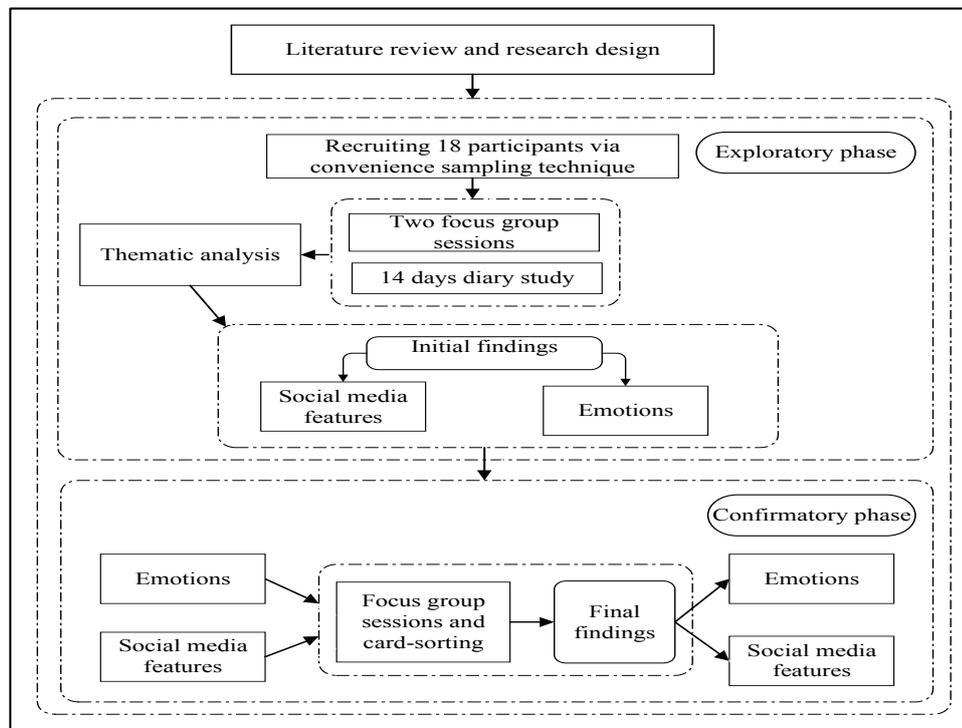 Literature review and research design
Recruiting 18 participants via
convenience sampling technique
Exploratory phase
Two focus group
sessions
Thematic analysis
14 days diary study
Initial findings
Social media
features
Emotions
Confirmatory phase
Emotions
Social media
features
Focus group
sessions and
card-sorting
Final
findings
Emotions
Social media
features